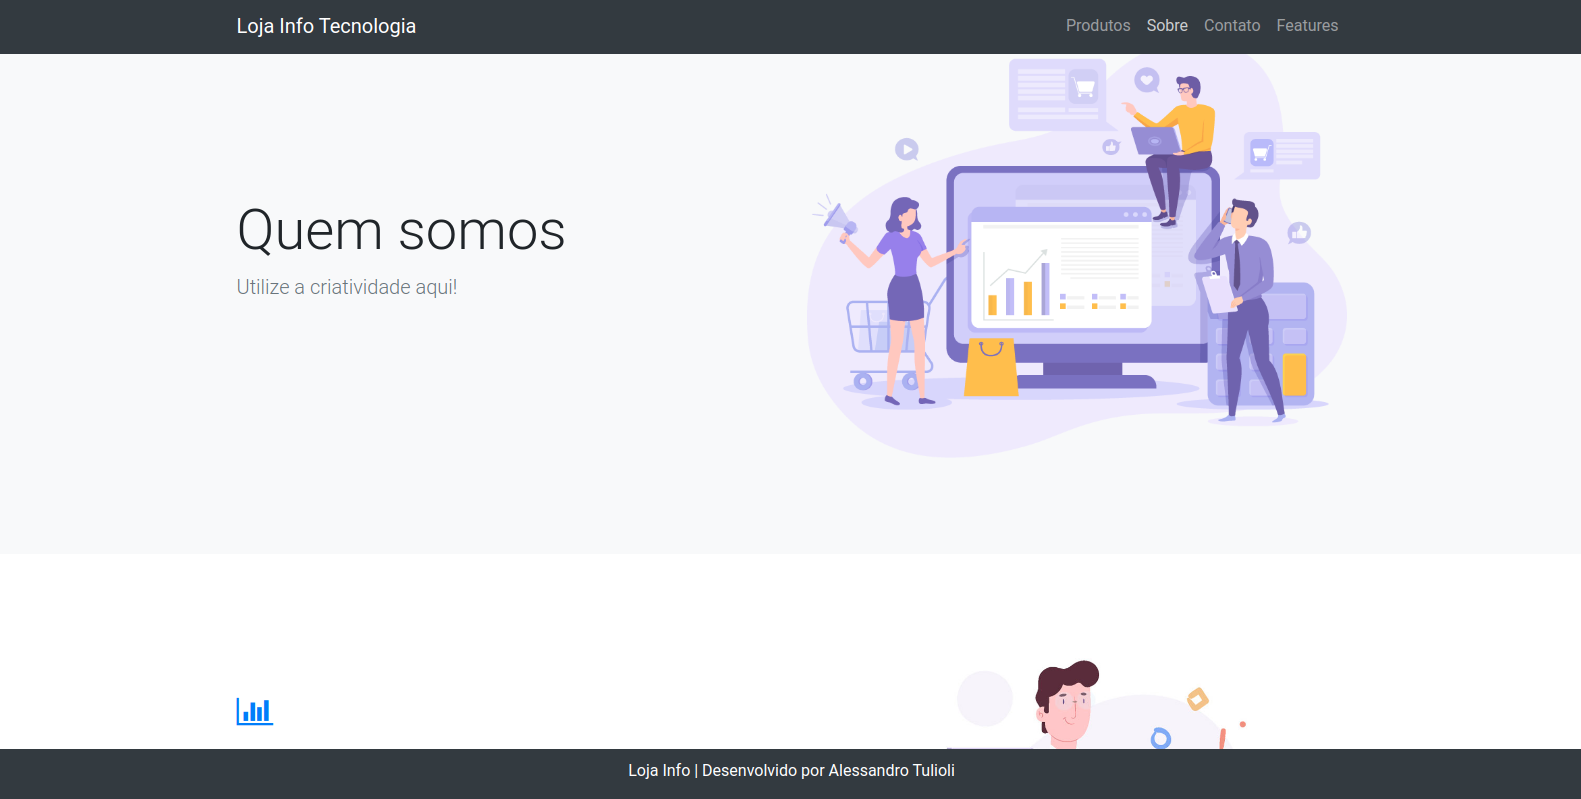 Loja Info Tecnologia
Produtos Sobre Contato Features
Quem somos
Utilize a criatividade aqui!
Loja Info | Desenvolvido por Alessandro Tulioli